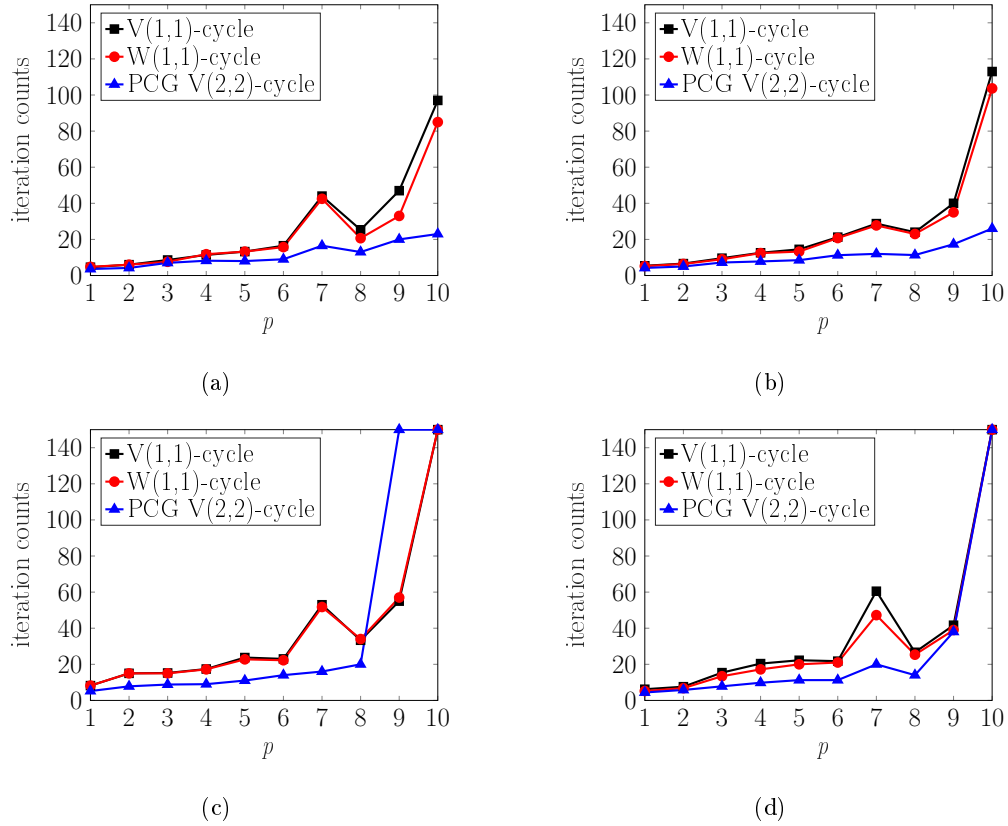 140
120
100
80
60
40
20
0
iteration counts
V(1,1)-cycle
W(1,1)-cycle
PCG V(2,2)-cycle
1 2 3 4 5 6 7 8 9 10
p
(a)
140
120
100
80
60
40
20
0
iteration counts
V(1,1)-cycle
W(1,1)-cycle
PCG V(2,2)-cycle
1 2 3 4 5 6 7 8 9 10
p
(b)
140
120
100
80
60
40
20
0
iteration counts
V(1,1)-cycle
W(1,1)-cycle
PCG V(2,2)-cycle
1 2 3 4 5 6 7 8 9 10
p
(c)
140
120
100
80
60
40
20
0
iteration counts
V(1,1)-cycle
W(1,1)-cycle
PCG V(2,2)-cycle
1 2 3 4 5 6 7 8 9 10
p
(d)